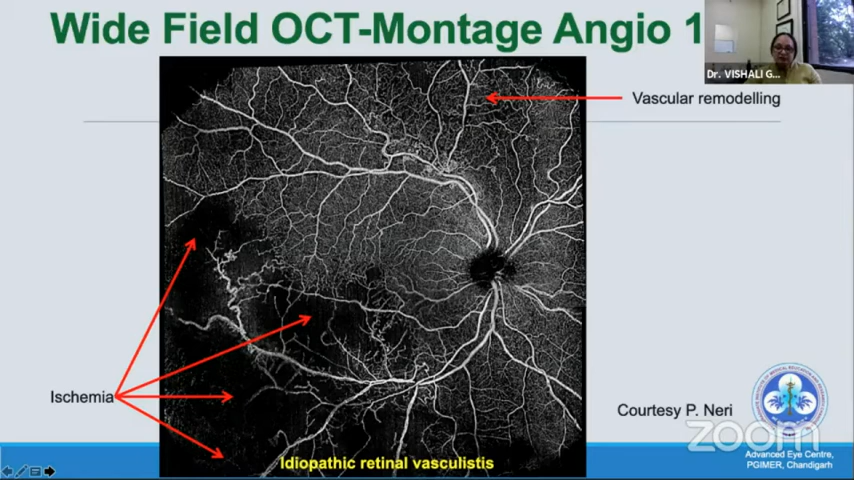 Wide Field OCT-Montage Angio 1
Dr. VISHALI G...
Vascular remodelling
Ischemia
Courtesy P. Neri
zoom
Idiopathic retinal vasculistis
Advanced Eye Centre,
PGIMER, Chandigarh